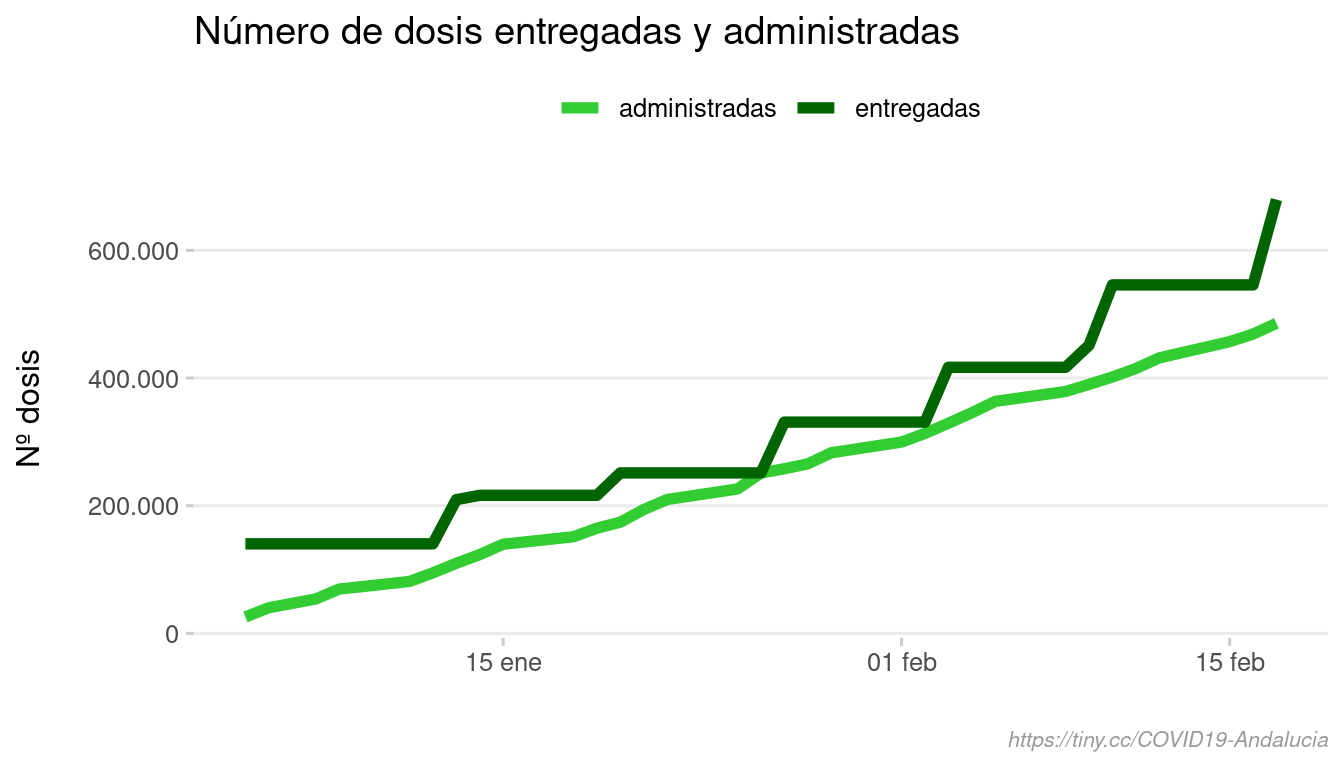 Número de dosis entregadas y administradas
administradas entregadas
Nº dosis
600.000
400.000
200.000
0
15 ene 01 feb 15 feb
https://tiny.cc/COVID19-Andalucia